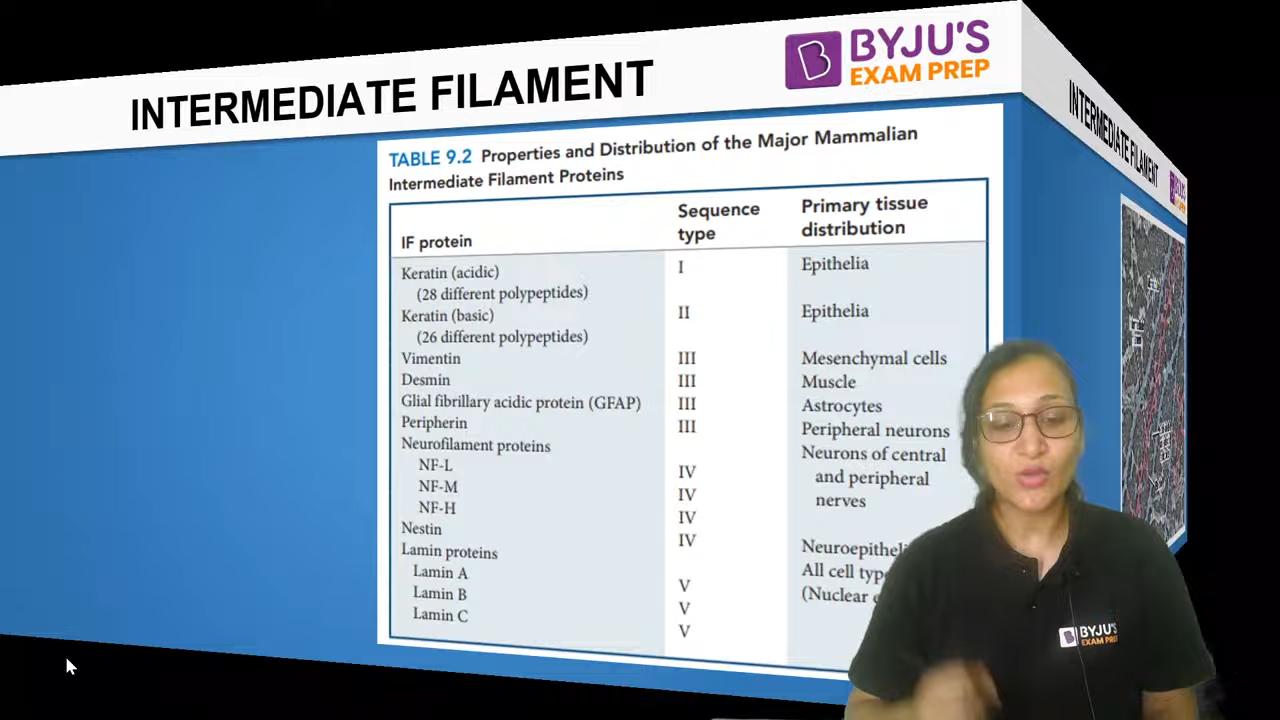 INTERMEDIATE FILAMENT
BYJU'S
EXAM PREP
TABLE 9.2 Properties and Distribution of the Major Mammalian
Intermediate Filament Proteins
IF protein Sequence type Primary tissue distribution
Keratin (acidic) I Epithelia
(28 different polypeptides)
Keratin (basic) II Epithelia
(26 different polypeptides)
Vimentin III Mesenchymal cells
Desmin III Muscle
Glial fibrillary acidic protein (GFAP) III Astrocytes
Peripherin III Peripheral neurons
Neurofilament proteins Neurons of central
NF-L IV and peripheral
NF-M IV nerves
NF-H IV
Nestin IV
Lamin proteins All cell
Lamin A V (Nuclear
Lamin B V
Lamin C V
INTERMEDIATE FILAMENT
BYJU'S
EXAM PREP